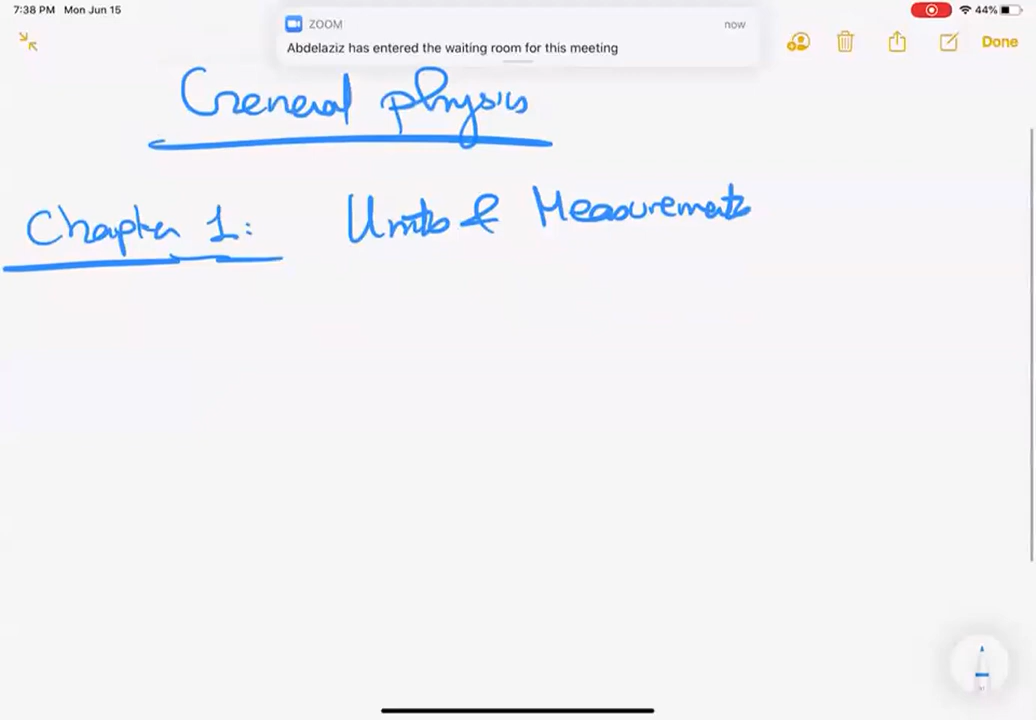 7:38 PM Mon Jun 15
44%
ZOOM
now
Abdelaziz has entered the waiting room for this meeting
Done
General physics
Chapter 1: Units & Measurements